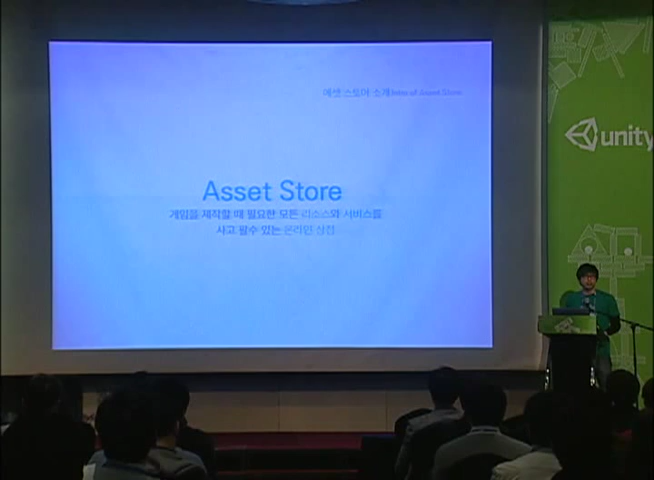 에셋 스토어 소개 Intro of Asset Store
Asset Store
게임을 제작할 때 필요한 모든 리소스와 서비스를
사고 팔수 있는 온라인 상점
unity